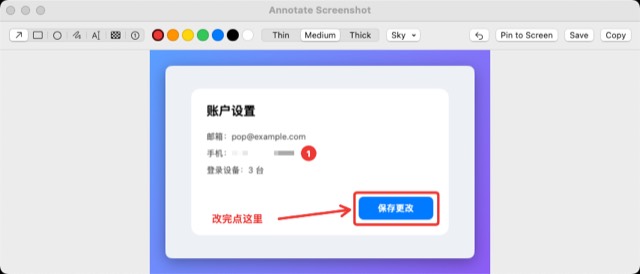 Annotate Screenshot
A
1
Thin
Medium
Thick
Sky
Pin to Screen
Save
Copy
账户设置
邮箱：pop@example.com
手机：
1
登录设备：3 台
保存更改
改完点这里